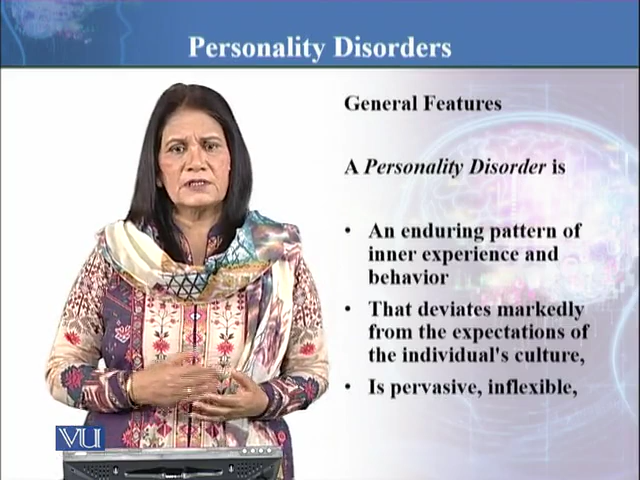 Personality Disorders
General Features
A Personality Disorder is
• An enduring pattern of
inner experience and
behavior
• That deviates markedly
from the expectations of
the individual's culture,
• Is pervasive, inflexible,
VU